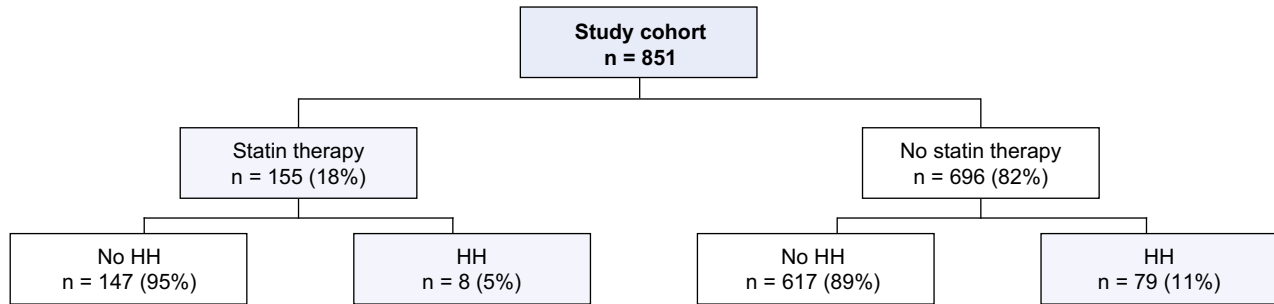 Study cohort
n = 851
Statin therapy
n = 155 (18%)
No statin therapy
n = 696 (82%)
No HH
n = 147 (95%)
HH
n = 8 (5%)
No HH
n = 617 (89%)
HH
n = 79 (11%)